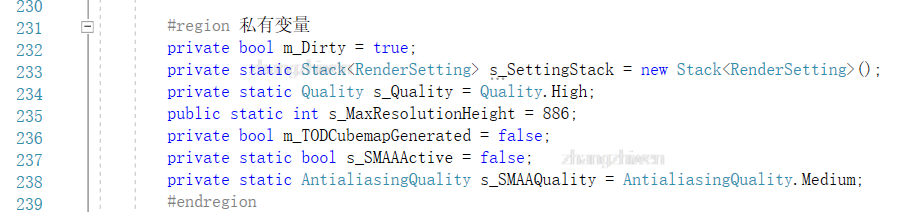 230
231 #region 私有变量
232 private bool m_Dirty = true;
233 private static Stack<RenderSetting> s_SettingStack = new Stack<RenderSetting>();
234 private static Quality s_Quality = Quality.High;
235 public static int s_MaxResolutionHeight = 886;
236 private bool m_TODCubemapGenerated = false;
237 private static bool s_SMAAActive = false;
zhangzhiwen
238 private static AntialiasingQuality s_SMAAQuality = AntialiasingQuality.Medium;
239 #endregion